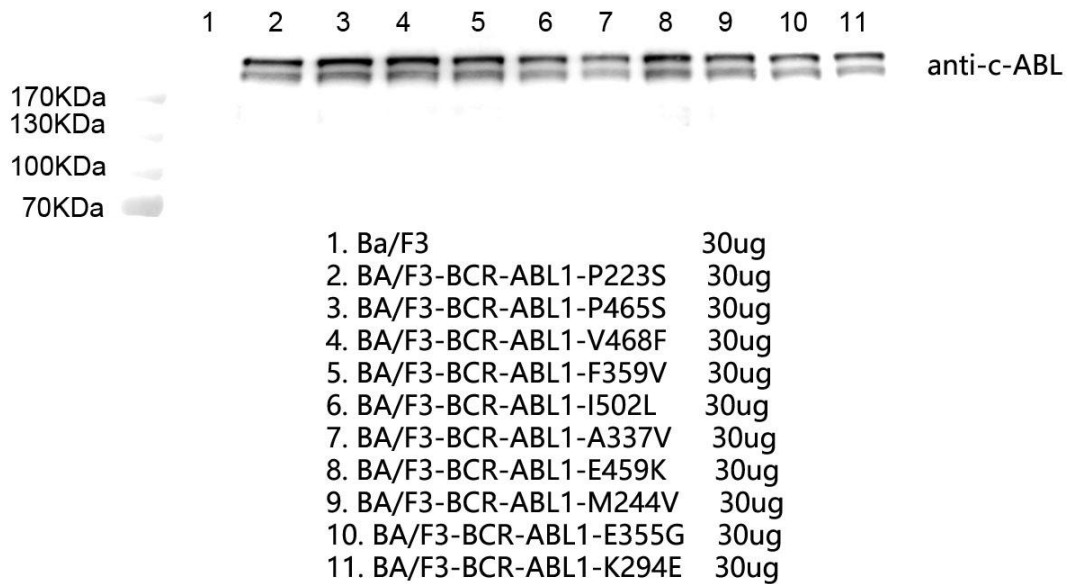 1 2 3 4 5 6 7 8 9 10 11
anti-c-ABL
170KDa
130KDa
100KDa
70KDa
1. Ba/F3 30ug
2. BA/F3-BCR-ABL1-P223S 30ug
3. BA/F3-BCR-ABL1-P465S 30ug
4. BA/F3-BCR-ABL1-V468F 30ug
5. BA/F3-BCR-ABL1-F359V 30ug
6. BA/F3-BCR-ABL1-I502L 30ug
7. BA/F3-BCR-ABL1-A337V 30ug
8. BA/F3-BCR-ABL1-E459K 30ug
9. BA/F3-BCR-ABL1-M244V 30ug
10. BA/F3-BCR-ABL1-E355G 30ug
11. BA/F3-BCR-ABL1-K294E 30ug